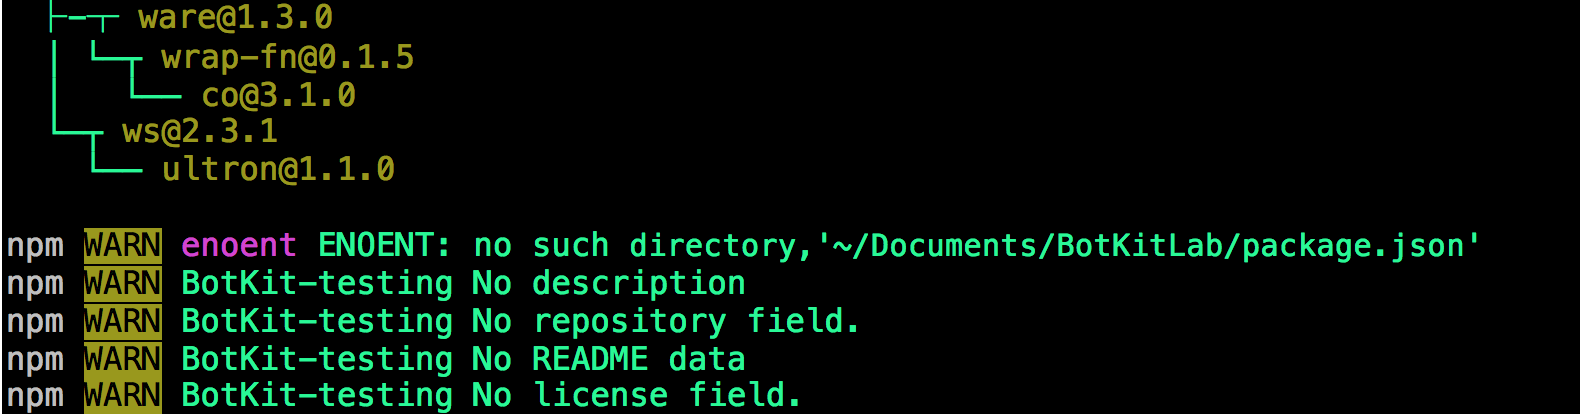 ├─┬ ware@1.3.0
│ └─┬ wrap-fn@0.1.5
│   └── co@3.1.0
└─┬ ws@2.3.1
  └── ultron@1.1.0
npm WARN enoent ENOENT: no such directory,'~/Documents/BotKitLab/package.json'
npm WARN BotKit-testing No description
npm WARN BotKit-testing No repository field.
npm WARN BotKit-testing No README data
npm WARN BotKit-testing No license field.